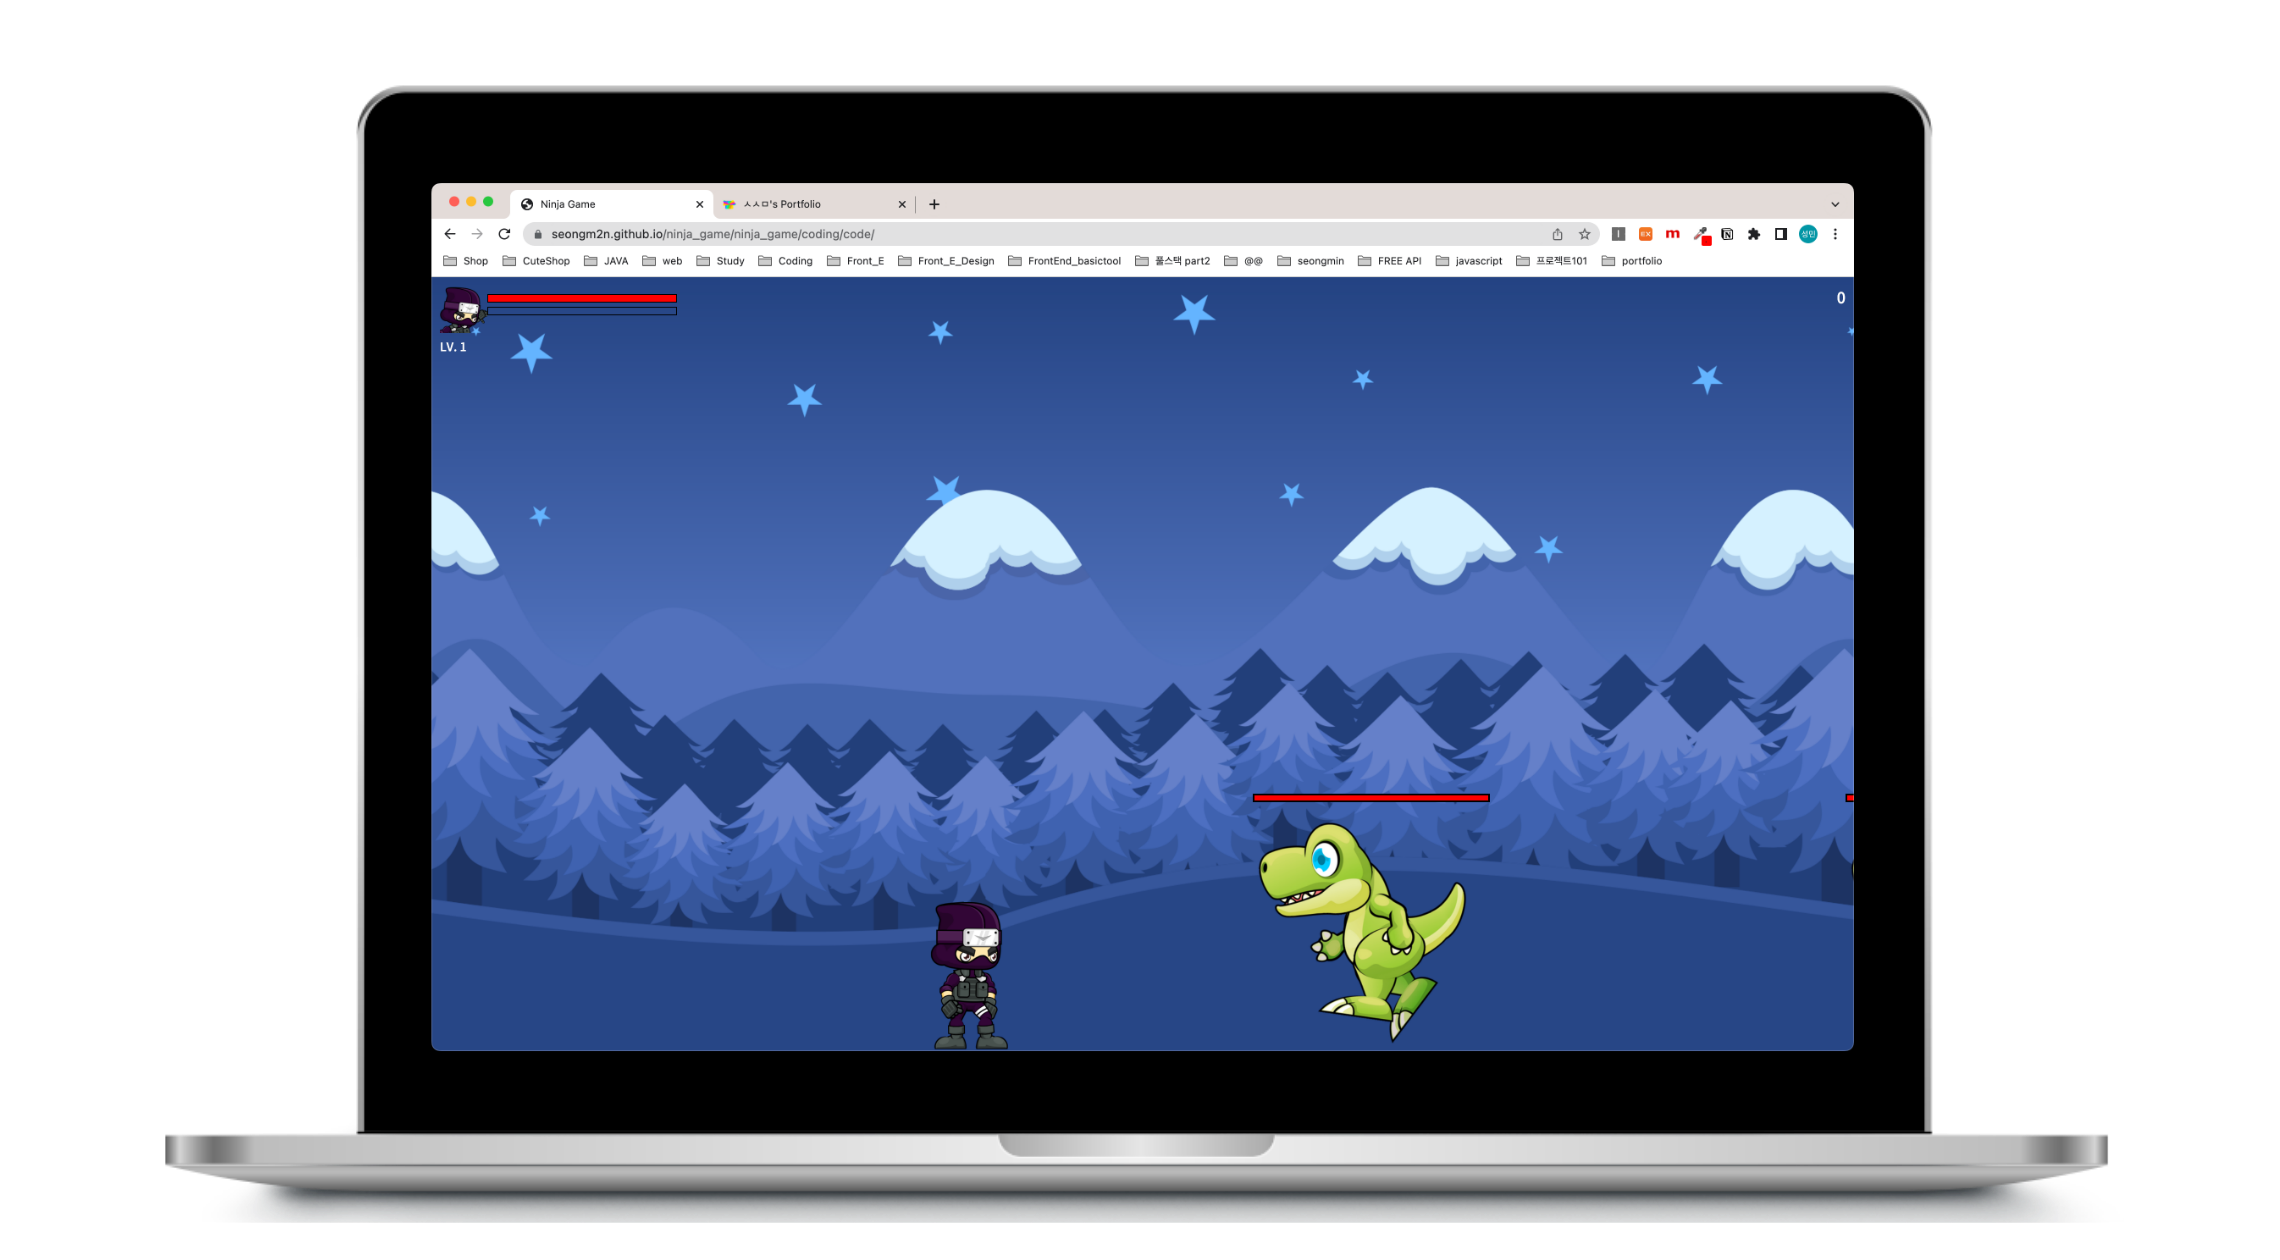 Ninja Game
ㅅㅅㅁ's Portfolio
seongm2n.github.io/ninja_game/ninja_game/coding/code/
m
성민
Shop CuteShop JAVA web Study Coding Front_E Front_E_Design FrontEnd_basictool 풀스택 part2 @@ seongmin FREE API javascript 프로젝트101 portfolio
0
LV. 1